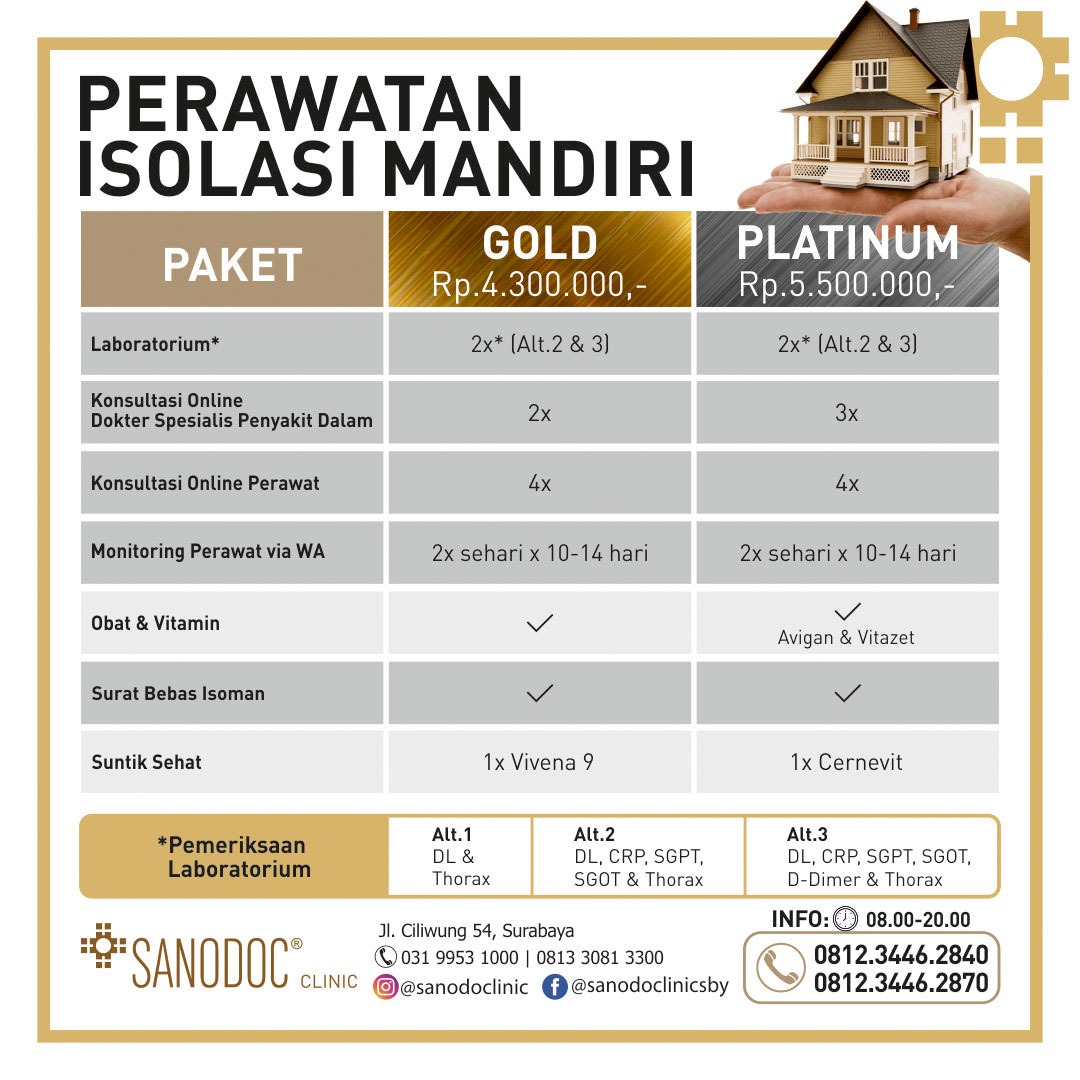 PERAWATAN
ISOLASI MANDIRI
PAKET
GOLD
Rp.4.300.000,-
PLATINUM
Rp.5.500.000,-
Laboratorium*
2x* (Alt.2 & 3)
2x* (Alt.2 & 3)
Konsultasi Online
Dokter Spesialis Penyakit Dalam
2x
3x
Konsultasi Online Perawat
4x
4x
Monitoring Perawat via WA
2x sehari x 10-14 hari
2x sehari x 10-14 hari
Obat & Vitamin
✓
✓
Avigan & Vitazet
Surat Bebas Isoman
✓
✓
Suntik Sehat
1x Vivena 9
1x Cernevit
*Pemeriksaan
Laboratorium
Alt.1
DL &
Thorax
Alt.2
DL, CRP, SGPT,
SGOT & Thorax
Alt.3
DL, CRP, SGPT, SGOT,
D-Dimer & Thorax
SANODOC® CLINIC
Jl. Ciliwung 54, Surabaya
031 9953 1000 | 0813 3081 3300
@sanodoclinic @sanodoclinicsby
INFO: 08.00-20.00
0812.3446.2840
0812.3446.2870